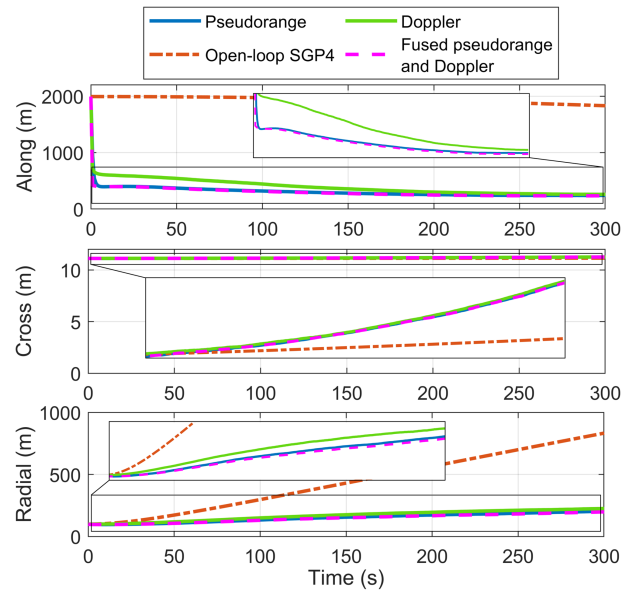 Pseudorange
Doppler
Open-loop SGP4
Fused pseudorange
and Doppler
Along (m)
2000
1000
0
0 50 100 150 200 250 300
Cross (m)
10
5
0
0 50 100 150 200 250 300
Radial (m)
1000
500
0
0 50 100 150 200 250 300
Time (s)